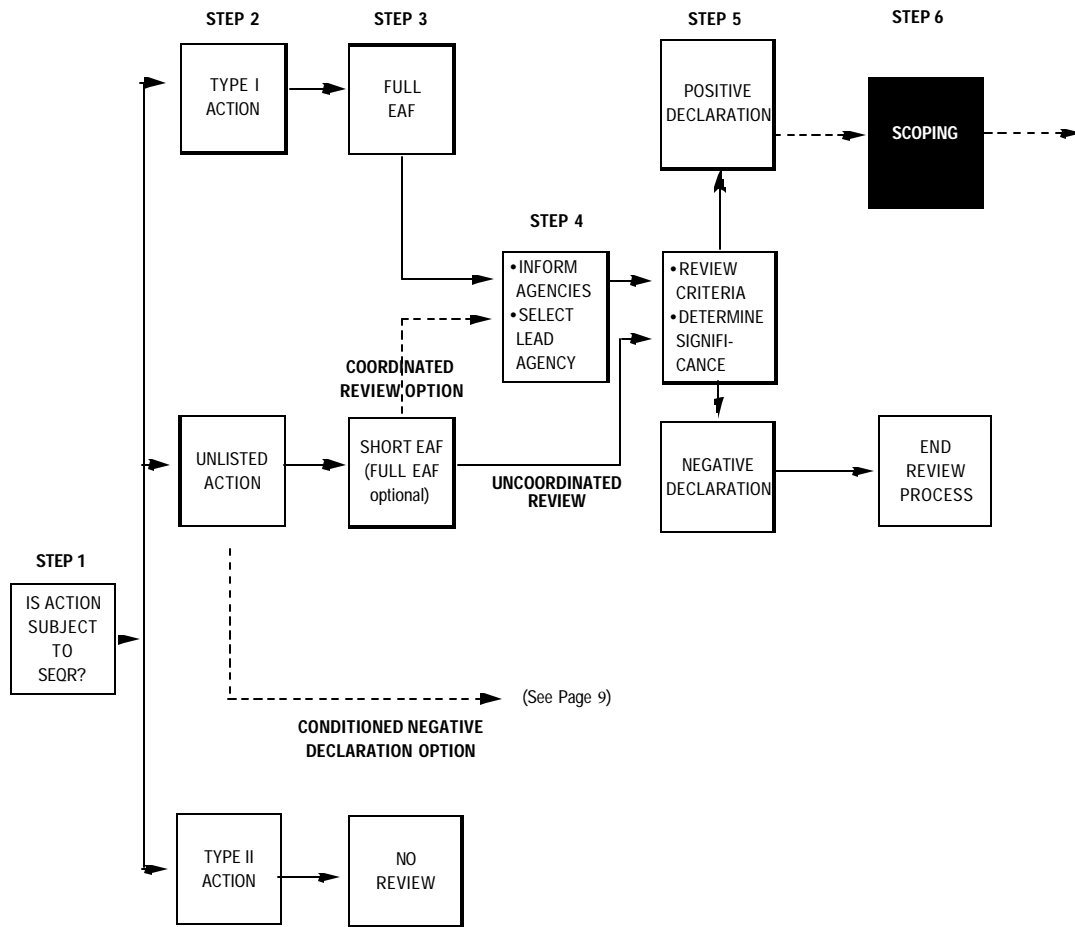 STEP 2
STEP 3
STEP 5
STEP 6
TYPE I
ACTION
FULL
EAF
POSITIVE
DECLARATION
SCOPING
STEP 4
•INFORM
AGENCIES
•SELECT
LEAD
AGENCY
•REVIEW
CRITERIA
•DETERMINE
SIGNIFI-
CANCE
COORDINATED
REVIEW OPTION
UNLISTED
ACTION
SHORT EAF
(FULL EAF
optional)
UNCOORDINATED
REVIEW
NEGATIVE
DECLARATION
END
REVIEW
PROCESS
STEP 1
IS ACTION
SUBJECT
TO
SEQR?
(See Page 9)
CONDITIONED NEGATIVE
DECLARATION OPTION
TYPE II
ACTION
NO
REVIEW